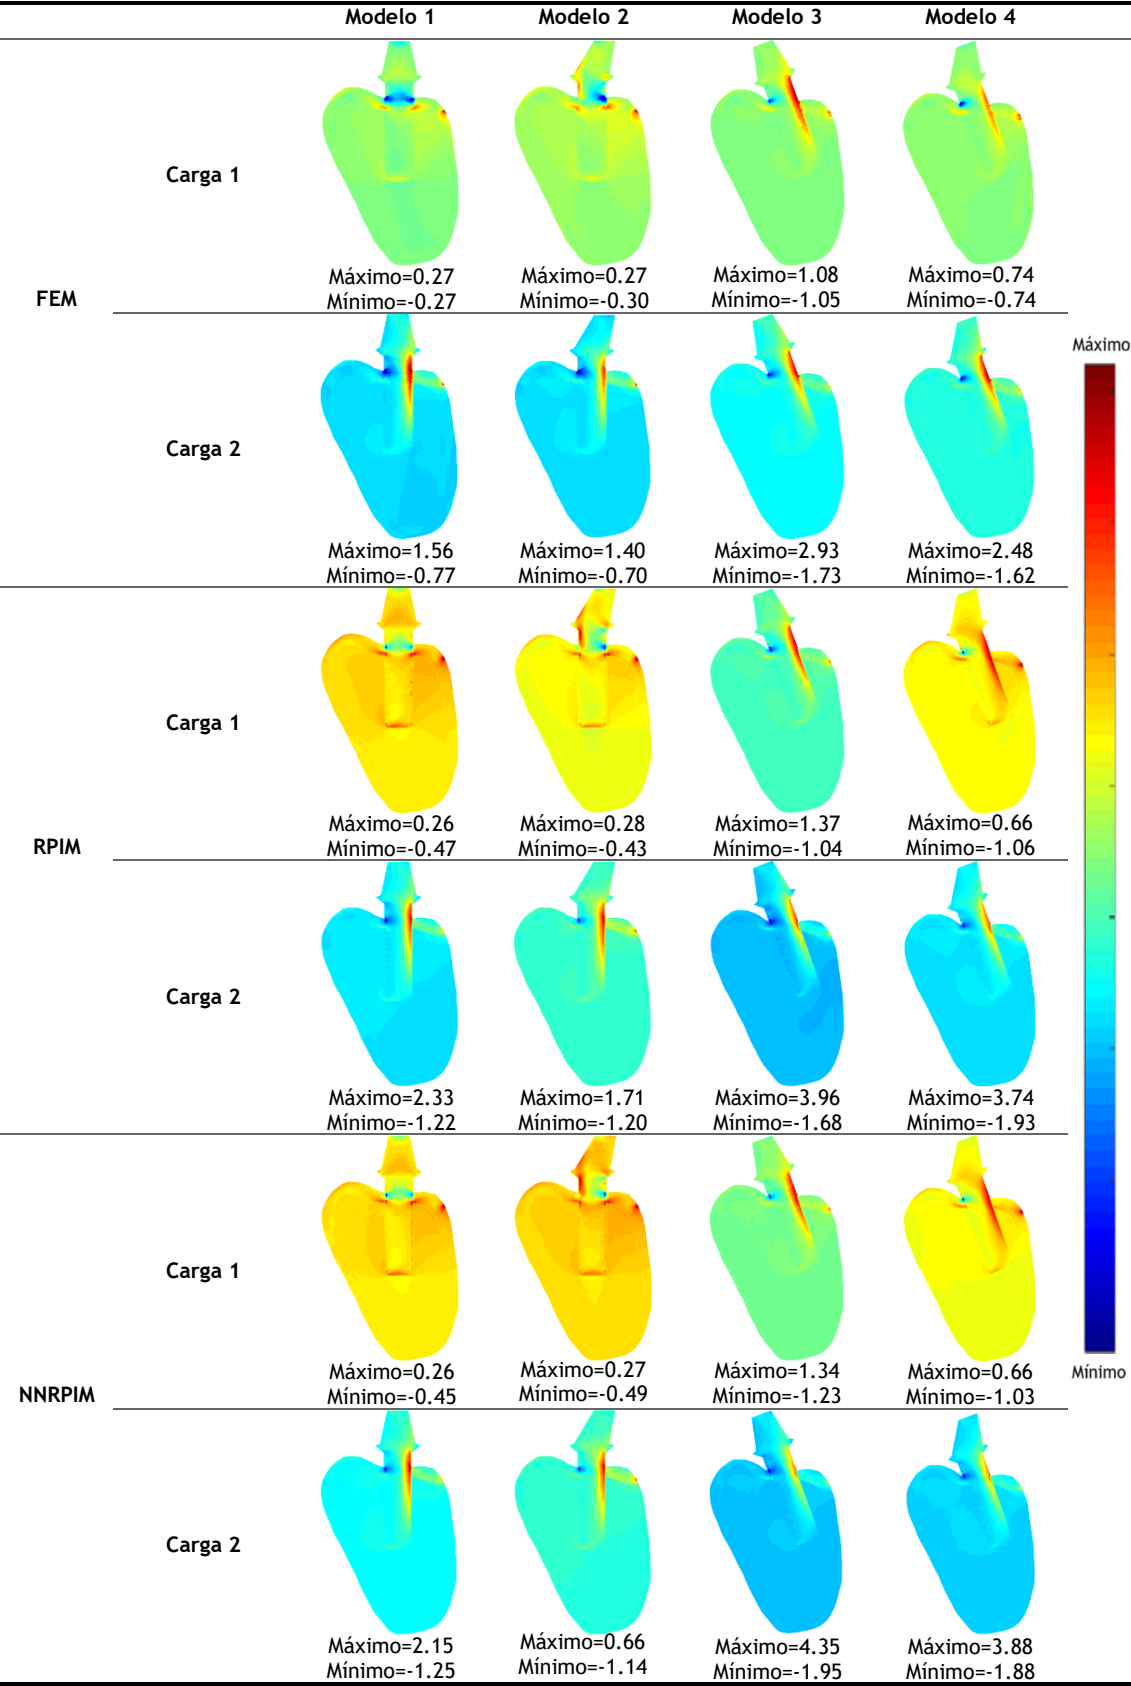 Modelo 1 Modelo 2 Modelo 3 Modelo 4
Carga 1
Máximo=0.27 Máximo=0.27 Máximo=1.08 Máximo=0.74
Mínimo=-0.27 Mínimo=-0.30 Mínimo=-1.05 Mínimo=-0.74
FEM
Carga 2
Máximo=1.56 Máximo=1.40 Máximo=2.93 Máximo=2.48
Mínimo=-0.77 Mínimo=-0.70 Mínimo=-1.73 Mínimo=-1.62
Carga 1
Máximo=0.26 Máximo=0.28 Máximo=1.37 Máximo=0.66
Mínimo=-0.47 Mínimo=-0.43 Mínimo=-1.04 Mínimo=-1.06
RPIM
Carga 2
Máximo=2.33 Máximo=1.71 Máximo=3.96 Máximo=3.74
Mínimo=-1.22 Mínimo=-1.20 Mínimo=-1.68 Mínimo=-1.93
Carga 1
Máximo=0.26 Máximo=0.27 Máximo=1.34 Máximo=0.66
Mínimo=-0.45 Mínimo=-0.49 Mínimo=-1.23 Mínimo=-1.03
NNRPIM
Carga 2
Máximo=2.15 Máximo=0.66 Máximo=4.35 Máximo=3.88
Mínimo=-1.25 Mínimo=-1.14 Mínimo=-1.95 Mínimo=-1.88
Máximo
Mínimo